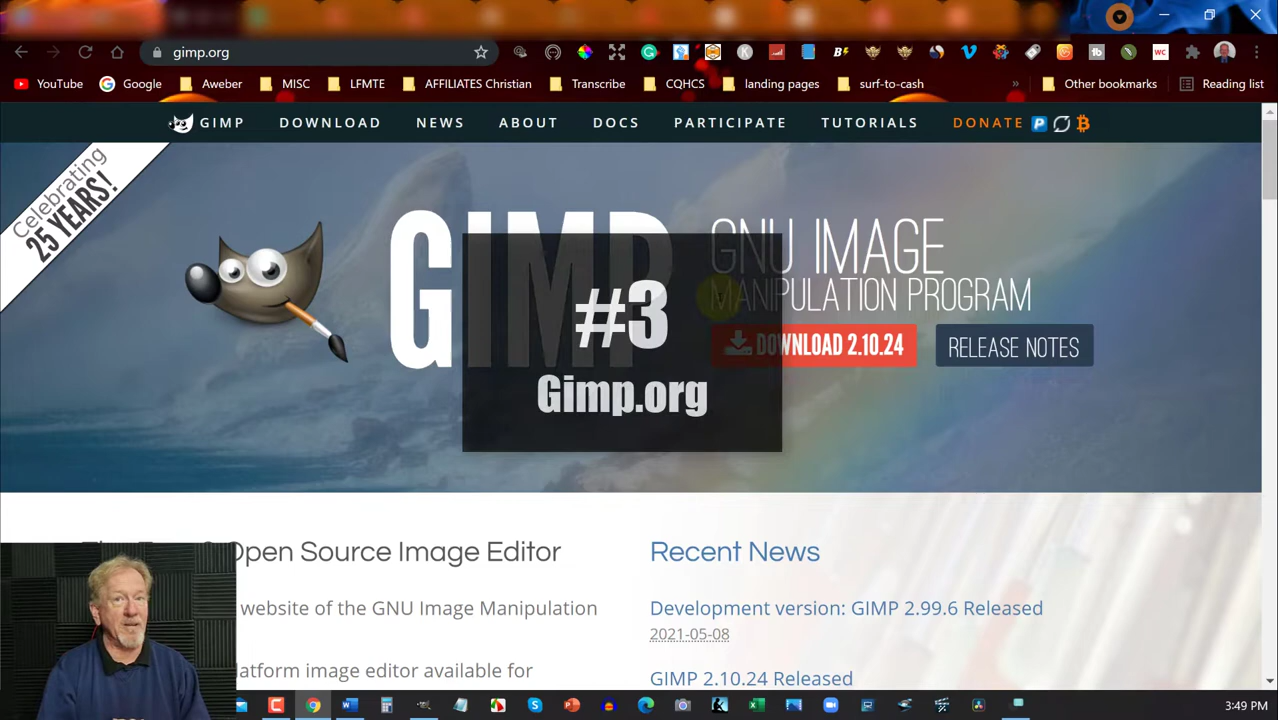 gimp.org
YouTube
Google
Aweber
MISC
LFMTE
AFFILIATES Christian
Transcribe
CQHCS
landing pages
surf-to-cash
»
Other bookmarks
Reading list
GIMP
DOWNLOAD
NEWS
ABOUT
DOCS
PARTICIPATE
TUTORIALS
DONATE
Celebrating
25 YEARS!
GIMP
GNU IMAGE
MANIPULATION PROGRAM
DOWNLOAD 2.10.24
RELEASE NOTES
#3
Gimp.org
Open Source Image Editor
website of the GNU Image Manipulation
latform image editor available for
Recent News
Development version: GIMP 2.99.6 Released
2021-05-08
GIMP 2.10.24 Released
3:49 PM